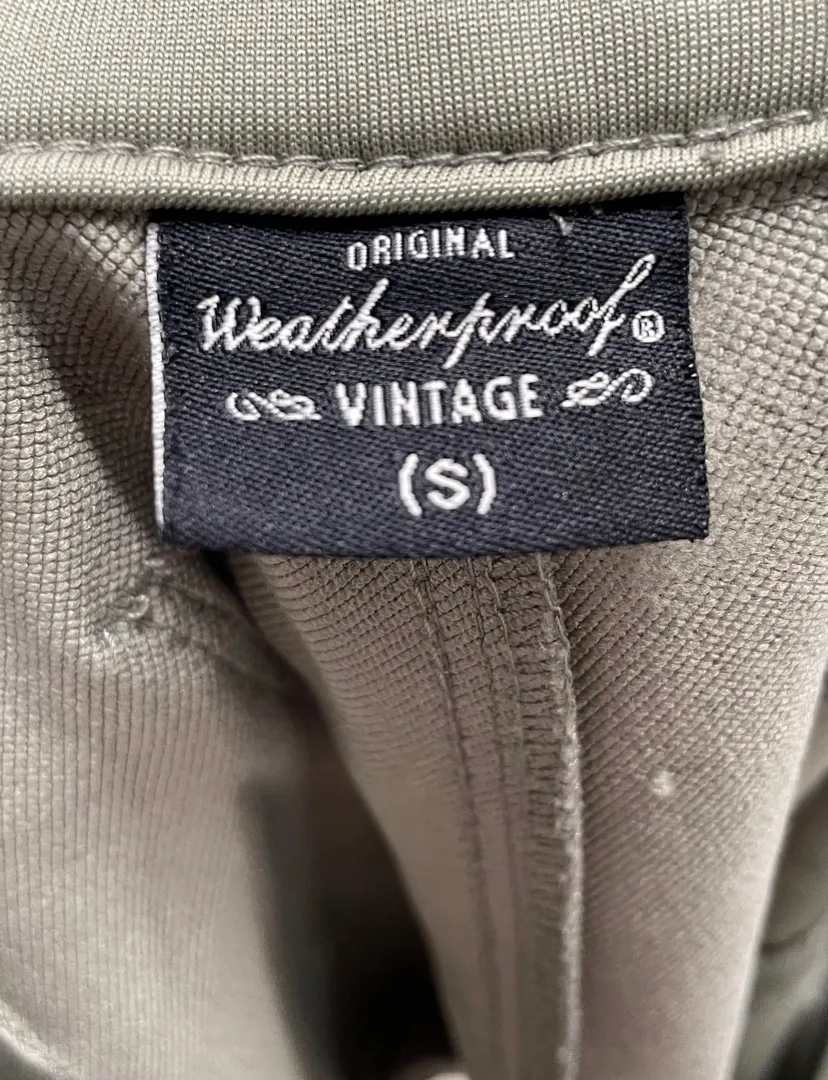 ORIGINAL
Weatherproof®
VINTAGE
(S)